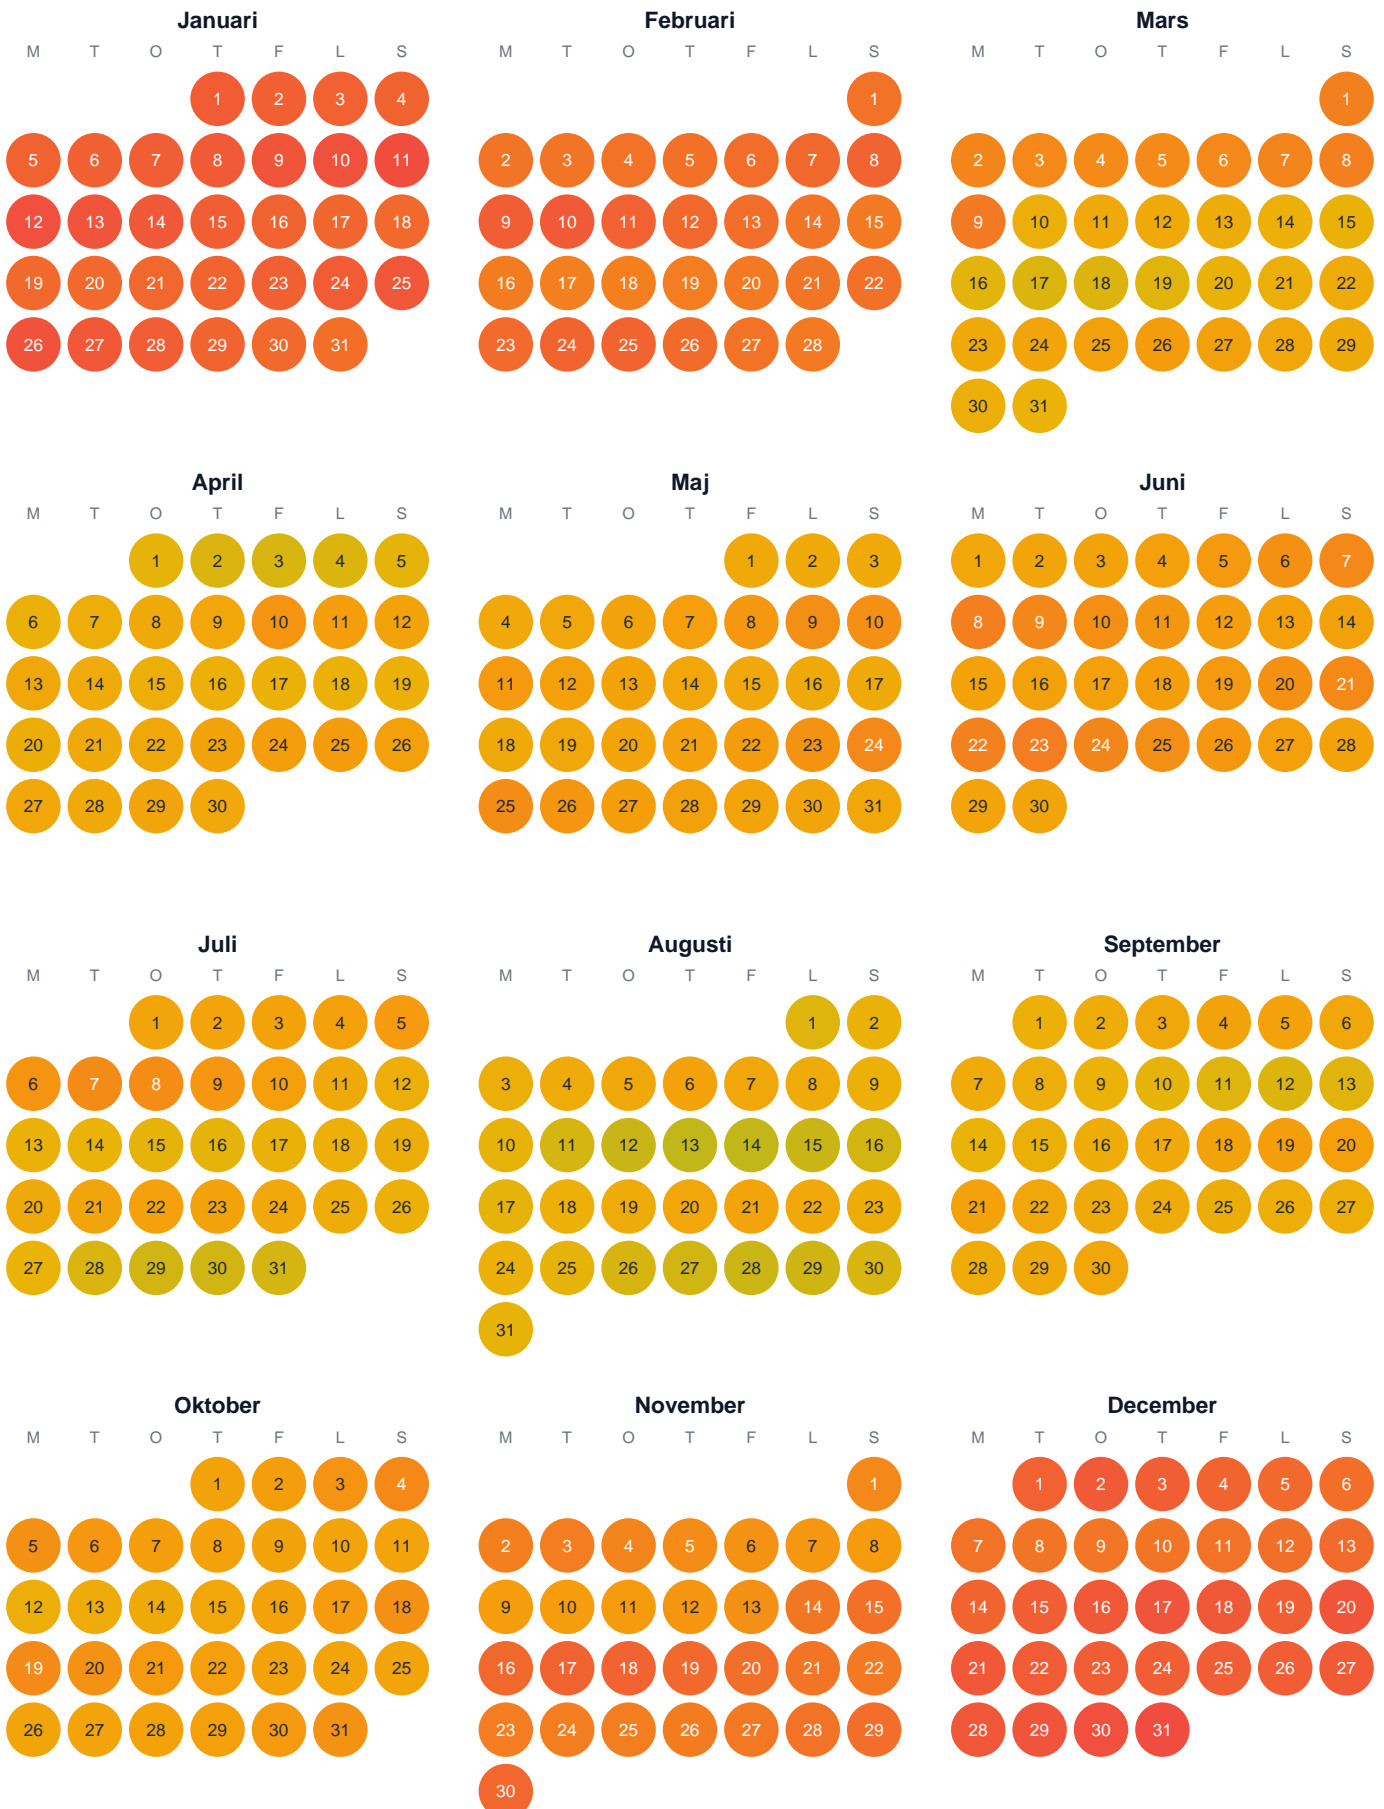 Januari Februari Mars
M T O T F L S M T O T F L S M T O T F L S
1 2 3 4 1 1
5 6 7 8 9 10 11 2 3 4 5 6 7 8 2 3 4 5 6 7 8
12 13 14 15 16 17 18 9 10 11 12 13 14 15 9 10 11 12 13 14 15
19 20 21 22 23 24 25 16 17 18 19 20 21 22 16 17 18 19 20 21 22
26 27 28 29 30 31 23 24 25 26 27 28 23 24 25 26 27 28 29
30 31
April Maj Juni
M T O T F L S M T O T F L S M T O T F L S
1 2 3 4 5 1 2 3 1 2 3 4 5 6 7
6 7 8 9 10 11 12 4 5 6 7 8 9 10 8 9 10 11 12 13 14
13 14 15 16 17 18 19 11 12 13 14 15 16 17 15 16 17 18 19 20 21
20 21 22 23 24 25 26 18 19 20 21 22 23 24 22 23 24 25 26 27 28
27 28 29 30 25 26 27 28 29 30 31 29 30
Juli Augusti September
M T O T F L S M T O T F L S M T O T F L S
1 2 3 4 5 1 2 1 2 3 4 5 6
6 7 8 9 10 11 12 3 4 5 6 7 8 9 7 8 9 10 11 12 13
13 14 15 16 17 18 19 10 11 12 13 14 15 16 14 15 16 17 18 19 20
20 21 22 23 24 25 26 17 18 19 20 21 22 23 21 22 23 24 25 26 27
27 28 29 30 31 24 25 26 27 28 29 30 28 29 30
31
Oktober November December
M T O T F L S M T O T F L S M T O T F L S
1 2 3 4 1 1 2 3 4 5 6
5 6 7 8 9 10 11 2 3 4 5 6 7 8 7 8 9 10 11 12 13
12 13 14 15 16 17 18 9 10 11 12 13 14 15 14 15 16 17 18 19 20
19 20 21 22 23 24 25 16 17 18 19 20 21 22 21 22 23 24 25 26 27
26 27 28 29 30 31 23 24 25 26 27 28 29 28 29 30 31
30